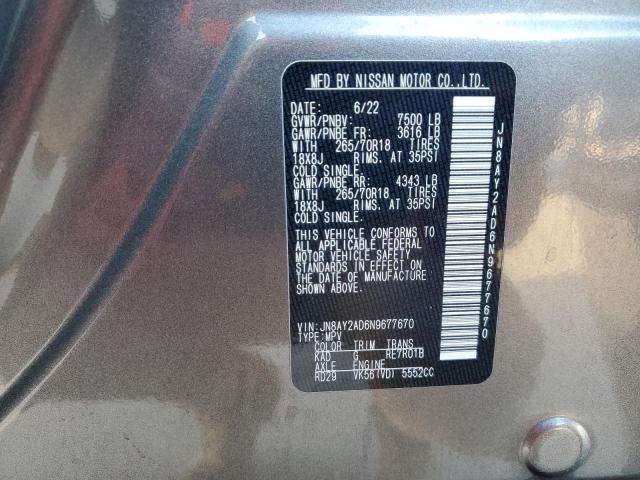 MFD BY NISSAN MOTOR CO.,LTD.
DATE: 6/22
GVWR/PNBV: 7500 LB
GAWR/PNBE FR: 3616 LB
WITH 265/70R18 TIRES
18X8J RIMS. AT 35PSI
COLD SINGLE.
GAWR/PNBE RR: 4343 LB
WITH 265/70R18 TIRES
18X8J RIMS. AT 35PSI
COLD SINGLE.
THIS VEHICLE CONFORMS TO
ALL APPLICABLE FEDERAL
MOTOR VEHICLE SAFETY
STANDARDS IN EFFECT ON
THE DATE OF MANUFACTURE
SHOWN ABOVE.
VIN:JN8AY2AD6N9677670
TYPE:MPV
COLOR TRIM TRANS
KAD G RE7R01B
AXLE ENGINE
RD29 VK56(VD) 5552CC
JN8AY2AD6N9677670